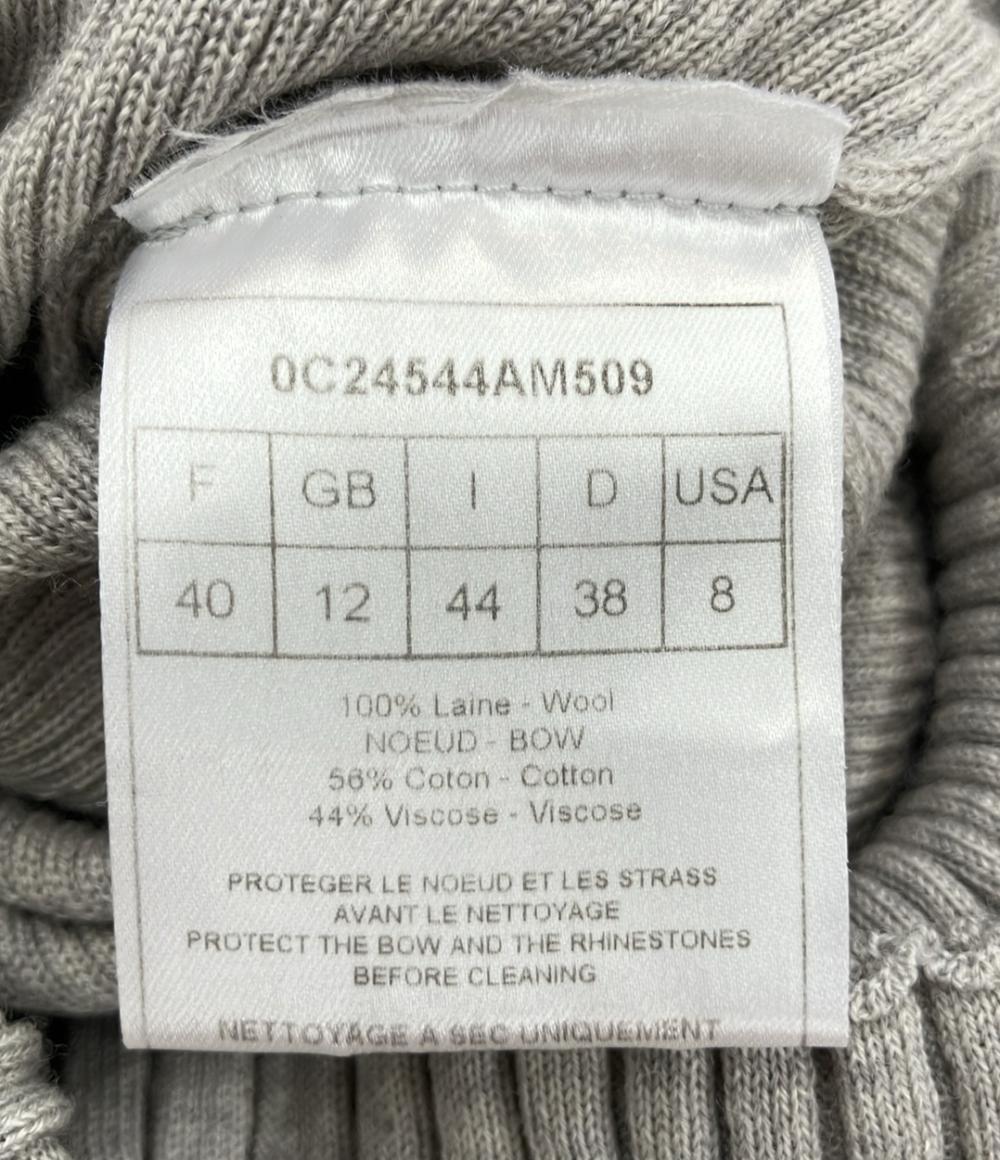 0C24544AM509
F GB I D USA
40 12 44 38 8
100% Laine - Wool
NOEUD - BOW
56% Coton - Cotton
44% Viscose - Viscose
PROTEGER LE NOEUD ET LES STRASS
AVANT LE NETTOYAGE
PROTECT THE BOW AND THE RHINESTONES
BEFORE CLEANING
NETTOYAGE A SEC UNIQUEMENT